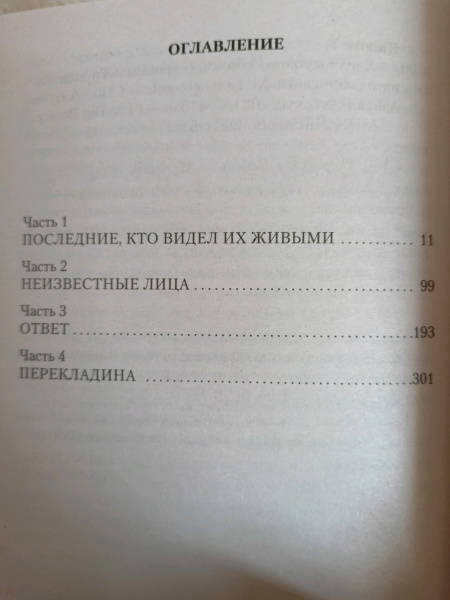 ОГЛАВЛЕНИЕ
Часть 1
ПОСЛЕДНИЕ, КТО ВИДЕЛ ИХ ЖИВЫМИ .................. 11
Часть 2
НЕИЗВЕСТНЫЕ ЛИЦА .................. 99
Часть 3
ОТВЕТ .................. 193
Часть 4
ПЕРЕКЛАДИНА .................. 301